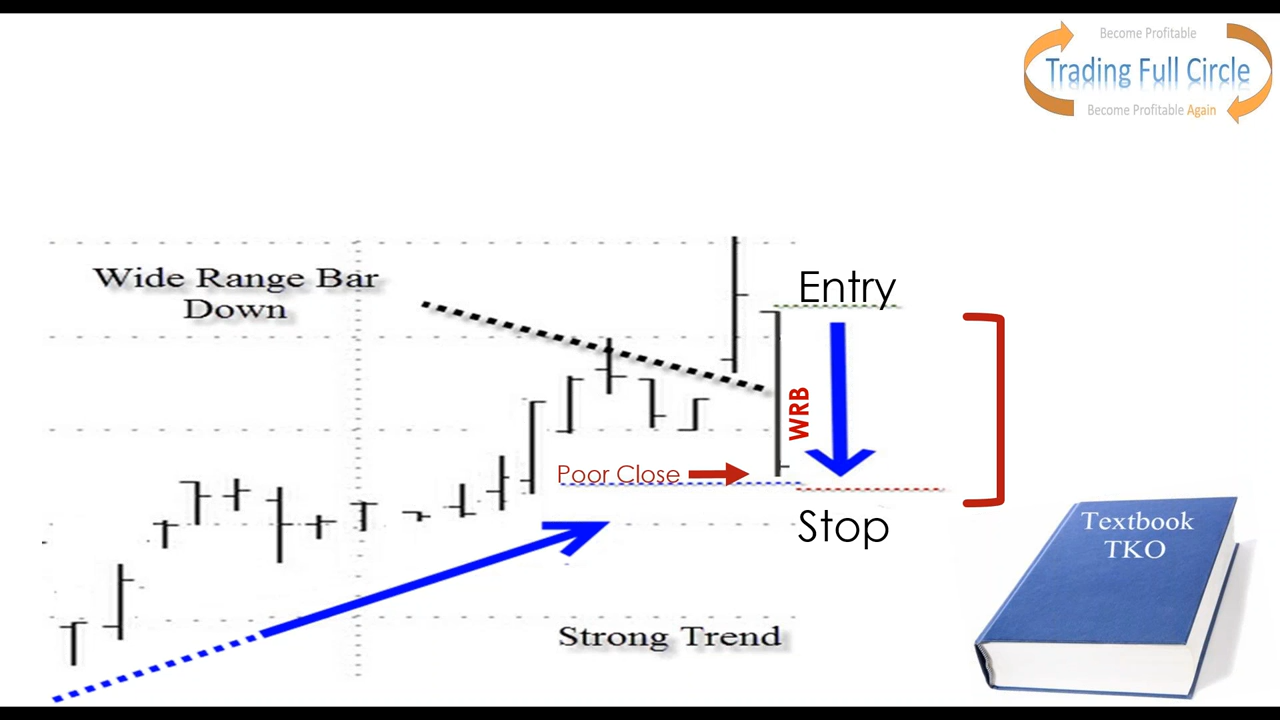 Become Profitable
Trading Full Circle
Become Profitable Again
Wide Range Bar
Down
Entry
WRB
Poor Close
Stop
Textbook
TKO
Strong Trend